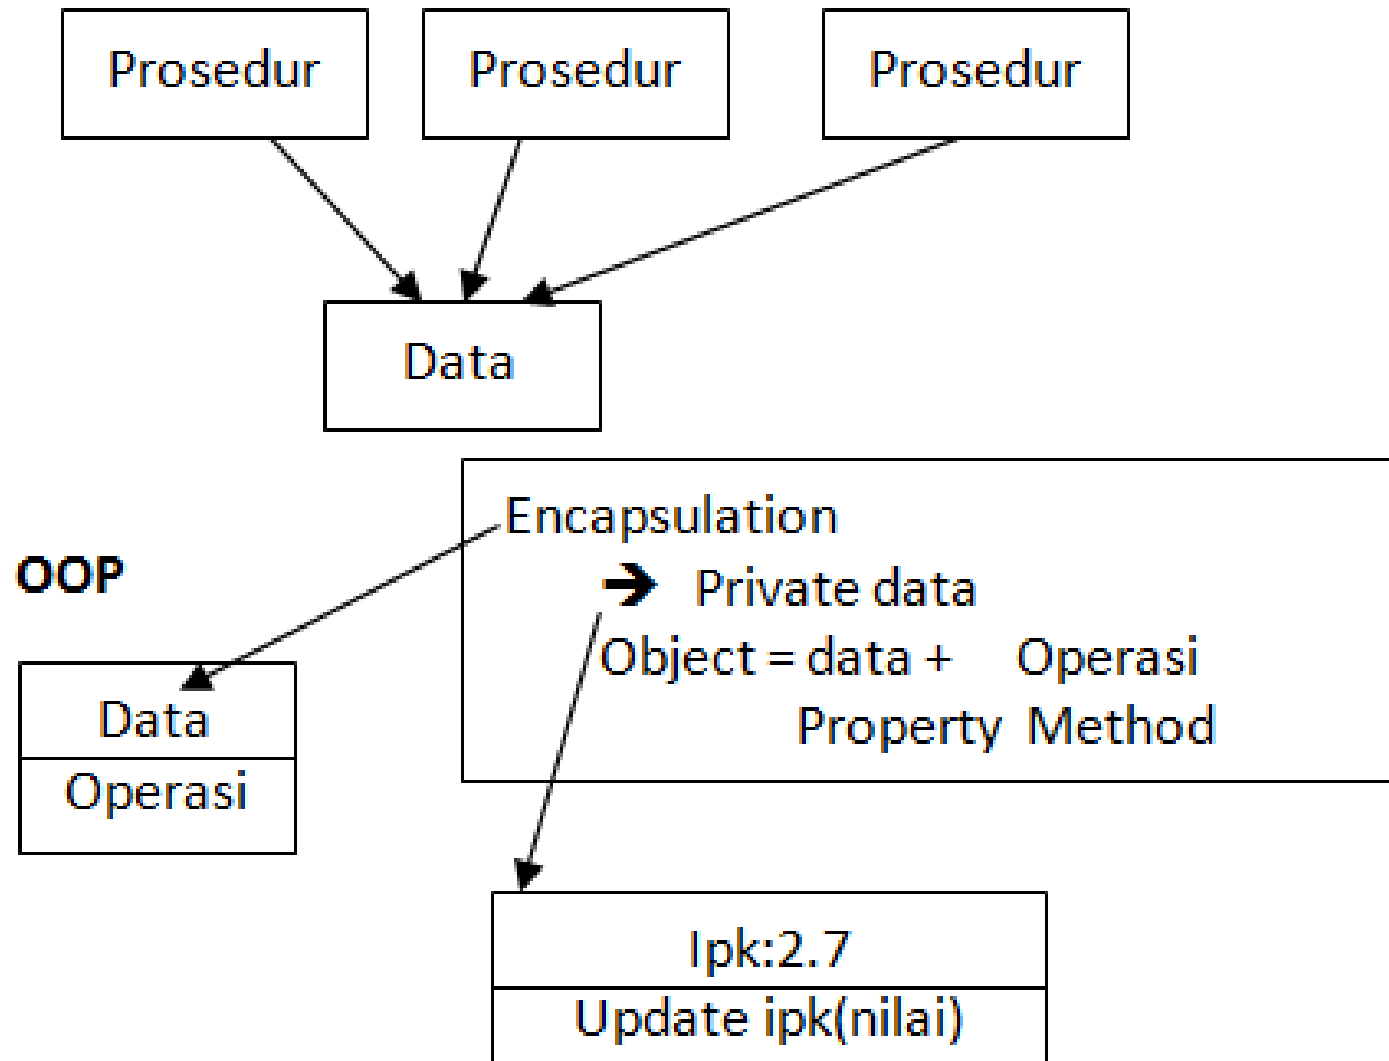 Prosedur
Prosedur
Prosedur
Data
Encapsulation
➔ Private data
Object = data + Operasi
Property Method
OOP
Data
Operasi
Ipk:2.7
Update ipk(nilai)